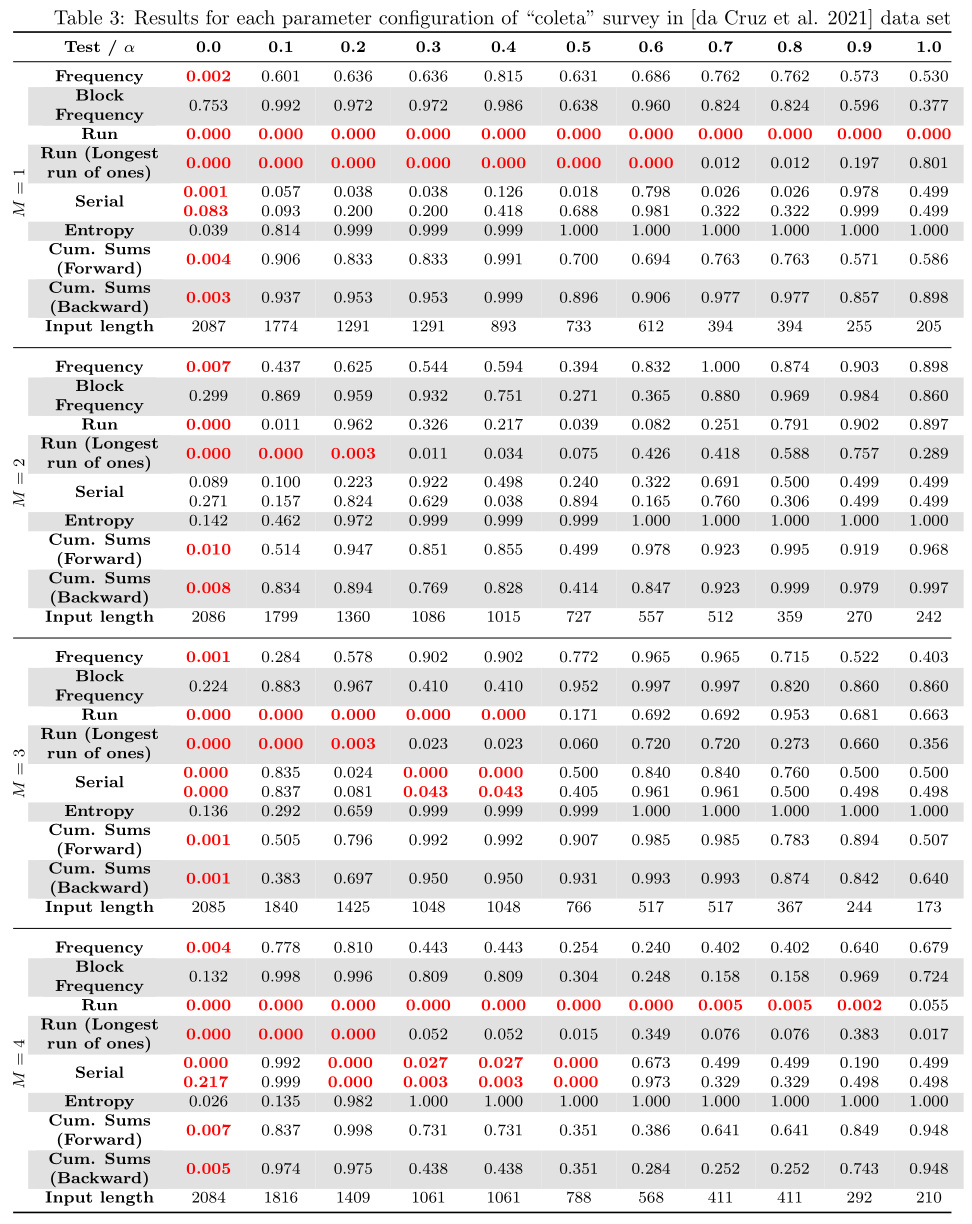 Table 3: Results for each parameter configuration of “coleta” survey in [da Cruz et al. 2021] data set
Test / α 0.0 0.1 0.2 0.3 0.4 0.5 0.6 0.7 0.8 0.9 1.0
M = 1
Frequency 0.002 0.601 0.636 0.636 0.815 0.631 0.686 0.762 0.762 0.573 0.530
Block
Frequency 0.753 0.992 0.972 0.972 0.986 0.638 0.960 0.824 0.824 0.596 0.377
Run 0.000 0.000 0.000 0.000 0.000 0.000 0.000 0.000 0.000 0.000 0.000
Run (Longest
run of ones) 0.000 0.000 0.000 0.000 0.000 0.000 0.000 0.012 0.012 0.197 0.801
Serial 0.001 0.057 0.038 0.038 0.126 0.018 0.798 0.026 0.026 0.978 0.499
0.083 0.093 0.200 0.200 0.418 0.688 0.981 0.322 0.322 0.999 0.499
Entropy 0.039 0.814 0.999 0.999 0.999 1.000 1.000 1.000 1.000 1.000 1.000
Cum. Sums
(Forward) 0.004 0.906 0.833 0.833 0.991 0.700 0.694 0.763 0.763 0.571 0.586
Cum. Sums
(Backward) 0.003 0.937 0.953 0.953 0.999 0.896 0.906 0.977 0.977 0.857 0.898
Input length 2087 1774 1291 1291 893 733 612 394 394 255 205
M = 2
Frequency 0.007 0.437 0.625 0.544 0.594 0.394 0.832 1.000 0.874 0.903 0.898
Block
Frequency 0.299 0.869 0.959 0.932 0.751 0.271 0.365 0.880 0.969 0.984 0.860
Run 0.000 0.011 0.962 0.326 0.217 0.039 0.082 0.251 0.791 0.902 0.897
Run (Longest
run of ones) 0.000 0.000 0.003 0.011 0.034 0.075 0.426 0.418 0.588 0.757 0.289
Serial 0.089 0.100 0.223 0.922 0.498 0.240 0.322 0.691 0.500 0.499 0.499
0.271 0.157 0.824 0.629 0.038 0.894 0.165 0.760 0.306 0.499 0.499
Entropy 0.142 0.462 0.972 0.999 0.999 0.999 1.000 1.000 1.000 1.000 1.000
Cum. Sums
(Forward) 0.010 0.514 0.947 0.851 0.855 0.499 0.978 0.923 0.995 0.919 0.968
Cum. Sums
(Backward) 0.008 0.834 0.894 0.769 0.828 0.414 0.847 0.923 0.999 0.979 0.997
Input length 2086 1799 1360 1086 1015 727 557 512 359 270 242
M = 3
Frequency 0.001 0.284 0.578 0.902 0.902 0.772 0.965 0.965 0.715 0.522 0.403
Block
Frequency 0.224 0.883 0.967 0.410 0.410 0.952 0.997 0.997 0.820 0.860 0.860
Run 0.000 0.000 0.000 0.000 0.000 0.171 0.692 0.692 0.953 0.681 0.663
Run (Longest
run of ones) 0.000 0.000 0.003 0.023 0.023 0.060 0.720 0.720 0.273 0.660 0.356
Serial 0.000 0.835 0.024 0.000 0.000 0.500 0.840 0.840 0.760 0.500 0.500
0.000 0.837 0.081 0.043 0.043 0.405 0.961 0.961 0.500 0.498 0.498
Entropy 0.136 0.292 0.659 0.999 0.999 0.999 1.000 1.000 1.000 1.000 1.000
Cum. Sums
(Forward) 0.001 0.505 0.796 0.992 0.992 0.907 0.985 0.985 0.783 0.894 0.507
Cum. Sums
(Backward) 0.001 0.383 0.697 0.950 0.950 0.931 0.993 0.993 0.874 0.842 0.640
Input length 2085 1840 1425 1048 1048 766 517 517 367 244 173
M = 4
Frequency 0.004 0.778 0.810 0.443 0.443 0.254 0.240 0.402 0.402 0.640 0.679
Block
Frequency 0.132 0.998 0.996 0.809 0.809 0.304 0.248 0.158 0.158 0.969 0.724
Run 0.000 0.000 0.000 0.000 0.000 0.000 0.000 0.005 0.005 0.002 0.055
Run (Longest
run of ones) 0.000 0.000 0.000 0.052 0.052 0.015 0.349 0.076 0.076 0.383 0.017
Serial 0.000 0.992 0.000 0.027 0.027 0.000 0.673 0.499 0.499 0.190 0.499
0.217 0.999 0.000 0.003 0.003 0.000 0.973 0.329 0.329 0.498 0.498
Entropy 0.026 0.135 0.982 1.000 1.000 1.000 1.000 1.000 1.000 1.000 1.000
Cum. Sums
(Forward) 0.007 0.837 0.998 0.731 0.731 0.351 0.386 0.641 0.641 0.849 0.948
Cum. Sums
(Backward) 0.005 0.974 0.975 0.438 0.438 0.351 0.284 0.252 0.252 0.743 0.948
Input length 2084 1816 1409 1061 1061 788 568 411 411 292 210